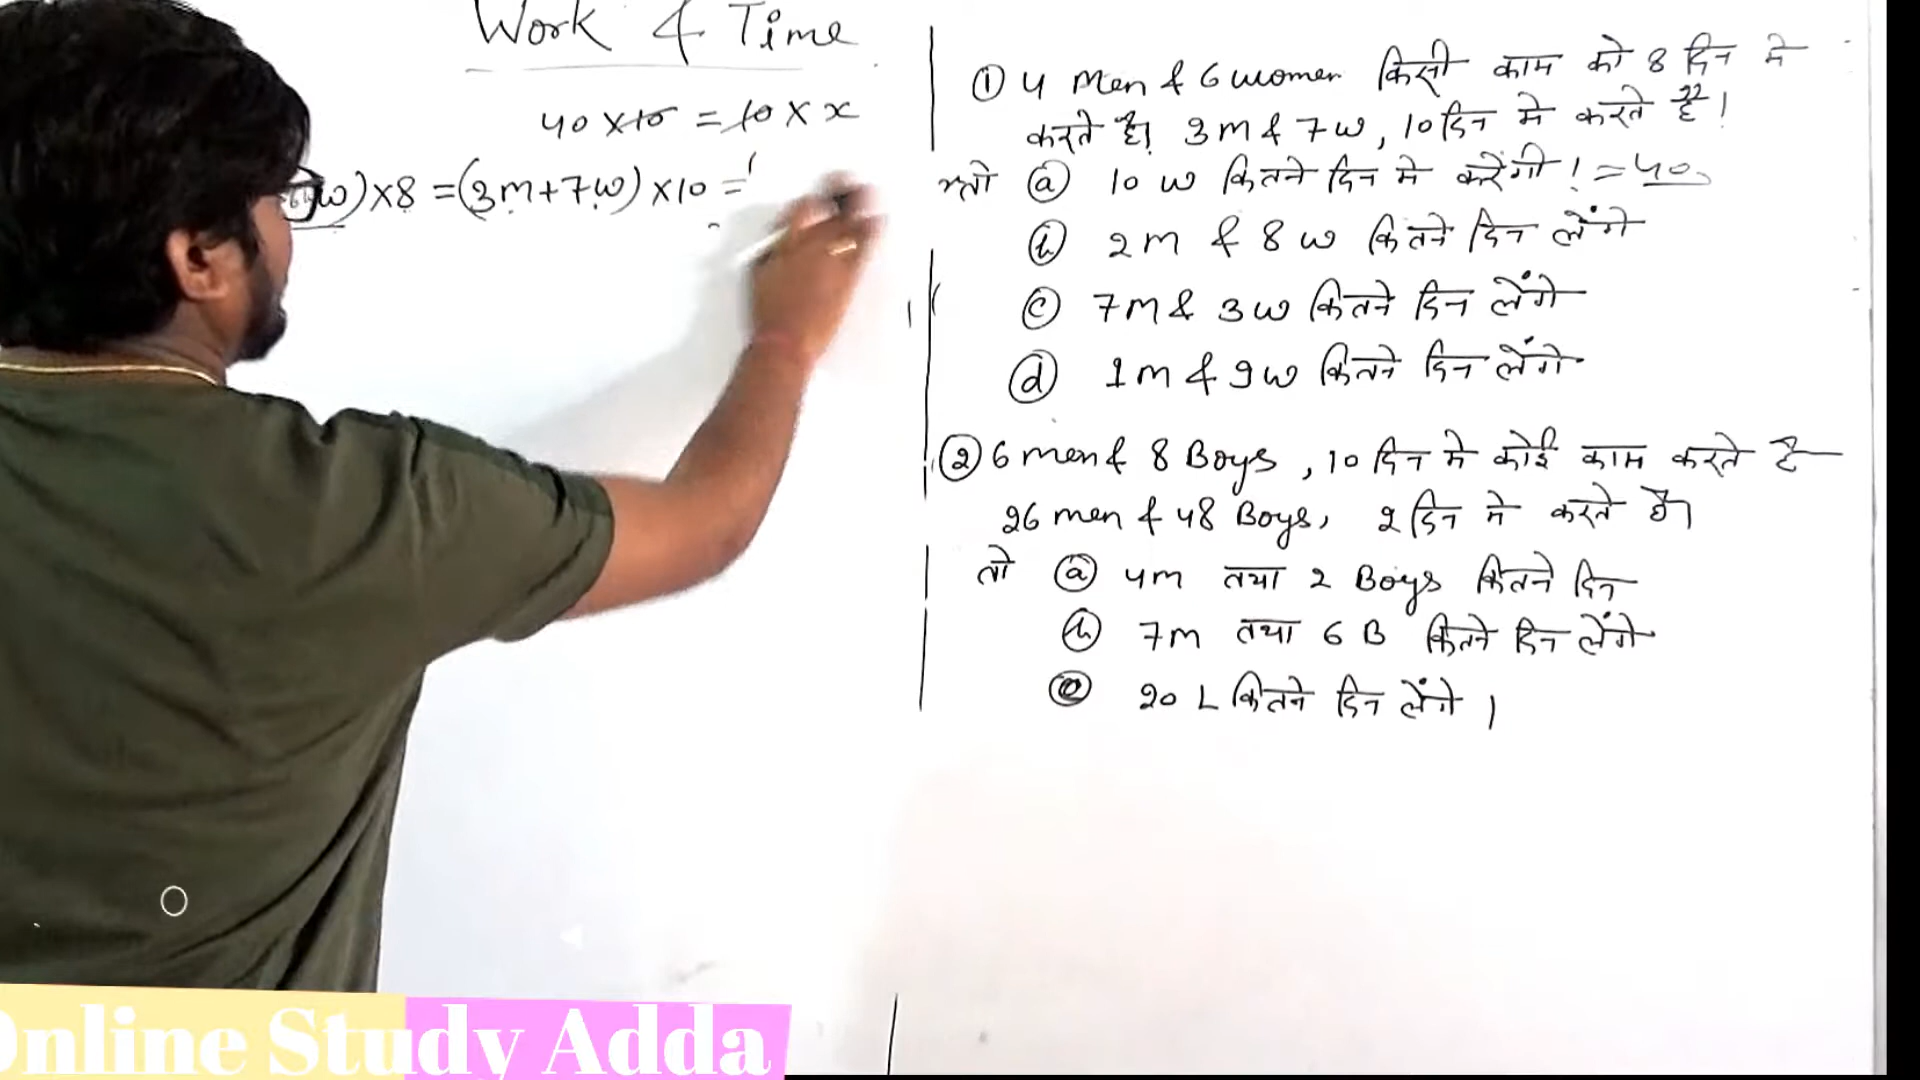 Work & Time
40 × 10 = 10 × x
w) × 8 = (3m + 7w) × 10 = (
① 4 Men & 6 women किसी काम को 8 दिन मे
करते है। 3m & 7w, 10 दिन मे करते है।
तो ⓐ 10 w कितने दिन मे करेंगी ! = 40
ⓑ 2m & 8w कितने दिन लेंगे
ⓒ 7m & 3w कितने दिन लेंगे
ⓓ 1m & 9w कितने दिन लेंगे
② 6 men & 8 Boys, 10 दिन मे कोई काम करते है
26 men & 48 Boys, 2 दिन मे करते है।
तो ⓐ 4m तथा 2 Boys कितने दिन
ⓑ 7m तथा 6 B कितने दिन लेंगे
20 L कितने दिन लेंगे।
nline Study Adda